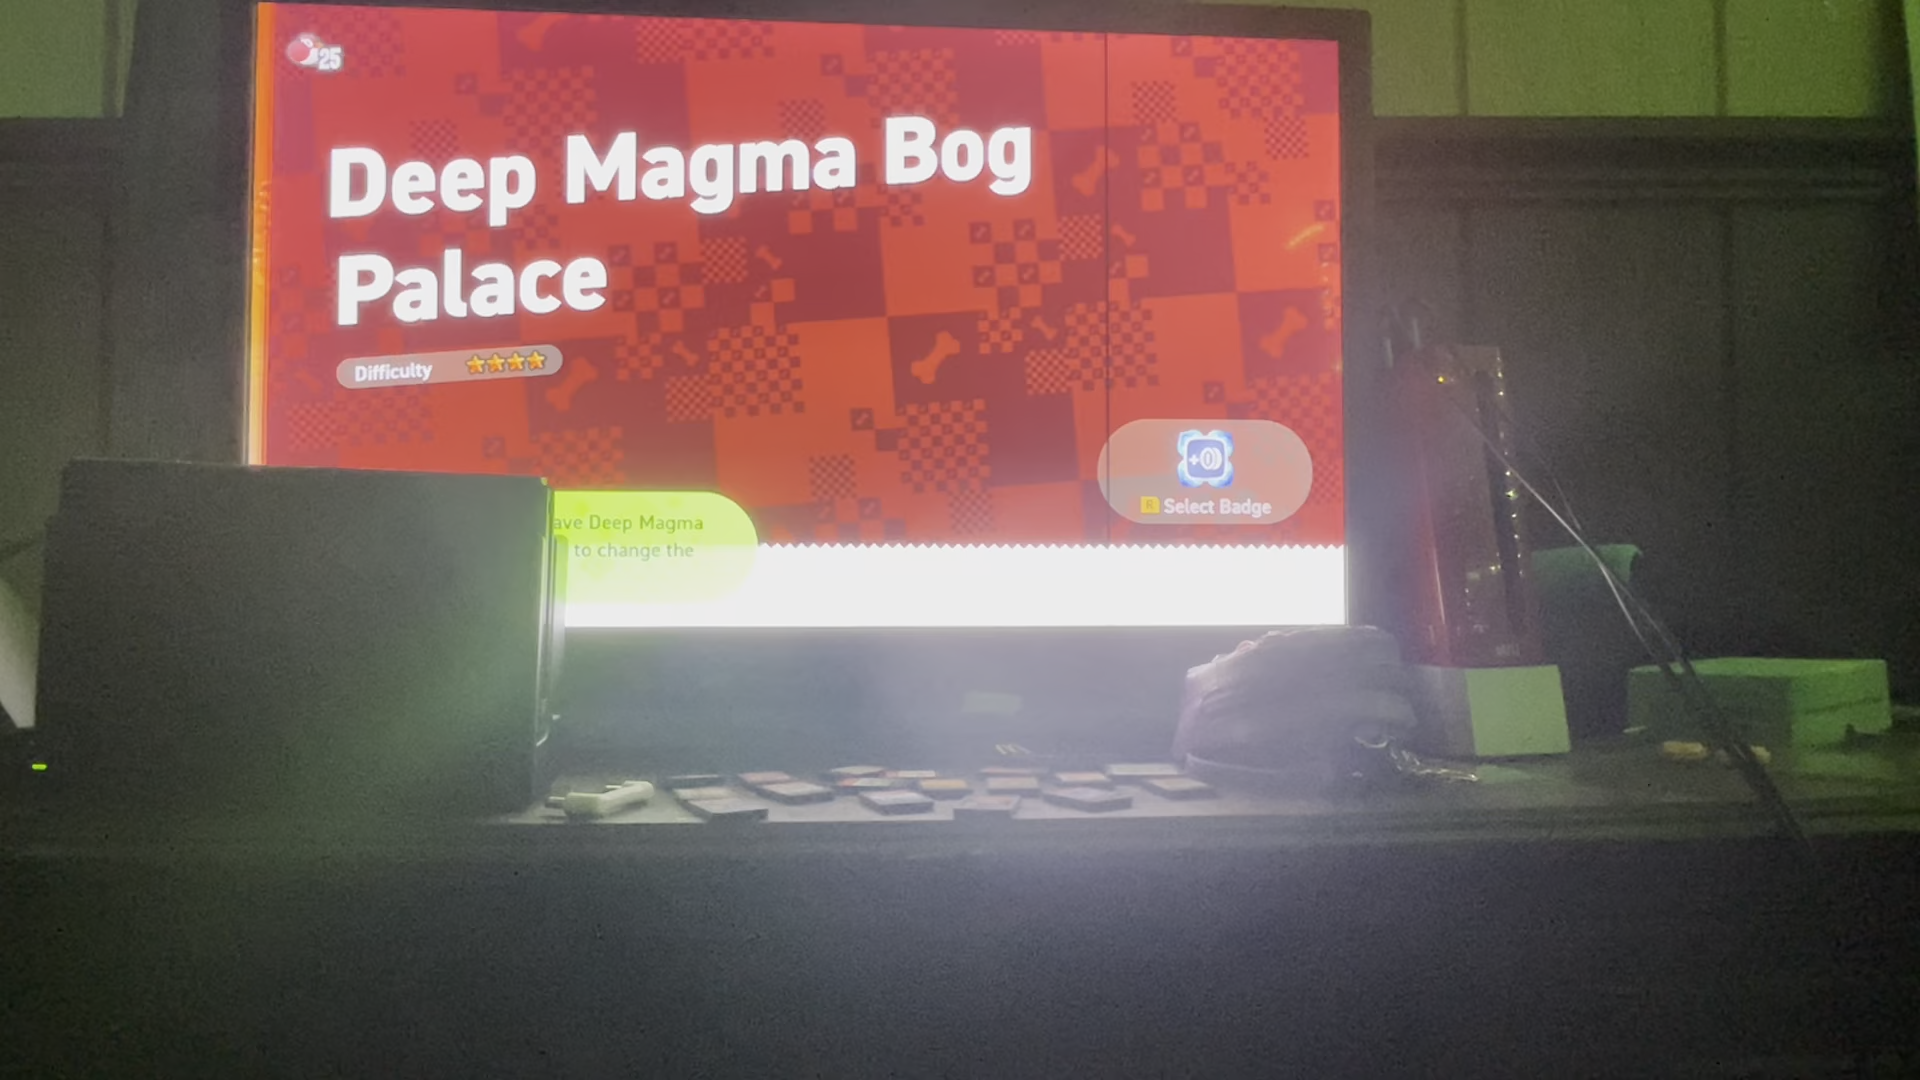 25
Deep Magma Bog
Palace
Difficulty
R Select Badge
ave Deep Magma
to change the